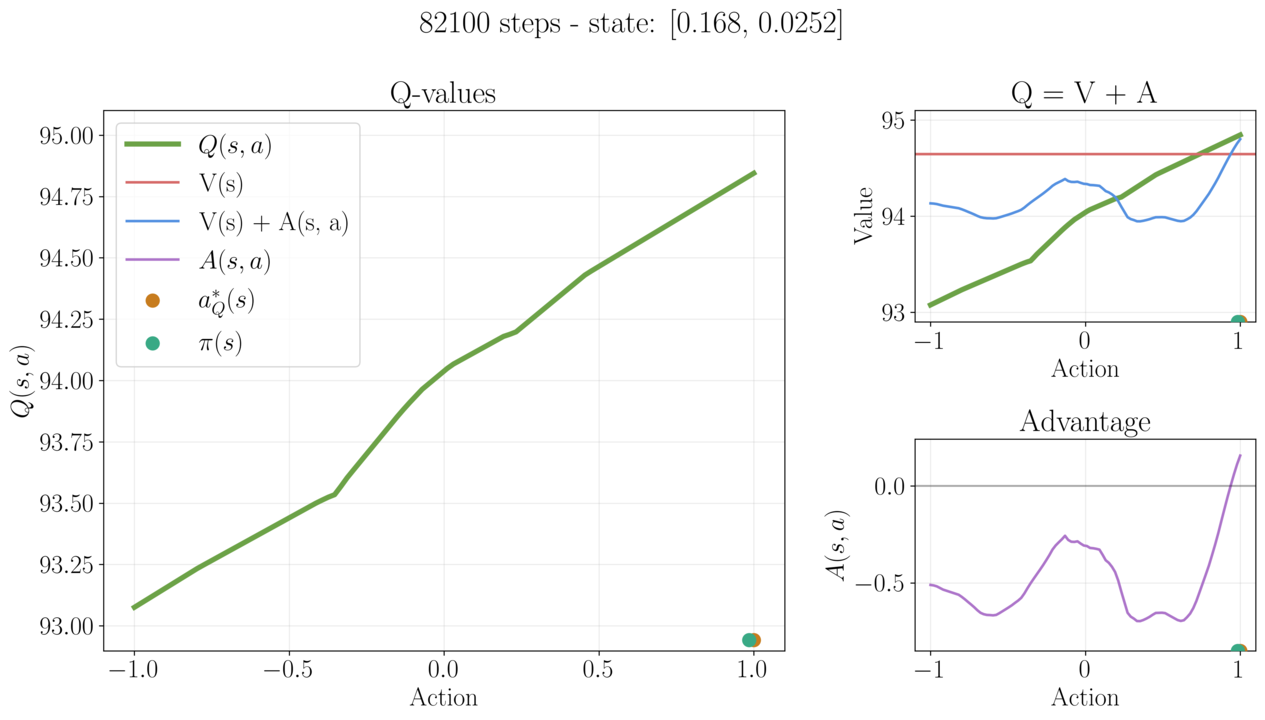 82100 steps - state: [0.168, 0.0252]
Q-values
Q(s, a)
95.00
94.75
94.50
94.25
94.00
93.75
93.50
93.25
93.00
Q(s, a)
V(s)
V(s) + A(s, a)
A(s, a)
a*Q(s)
π(s)
−1.0 −0.5 0.0 0.5 1.0
Action
Q = V + A
Value
95
94
93
−1 0 1
Action
Advantage
A(s, a)
0.0
−0.5
−1 0 1
Action